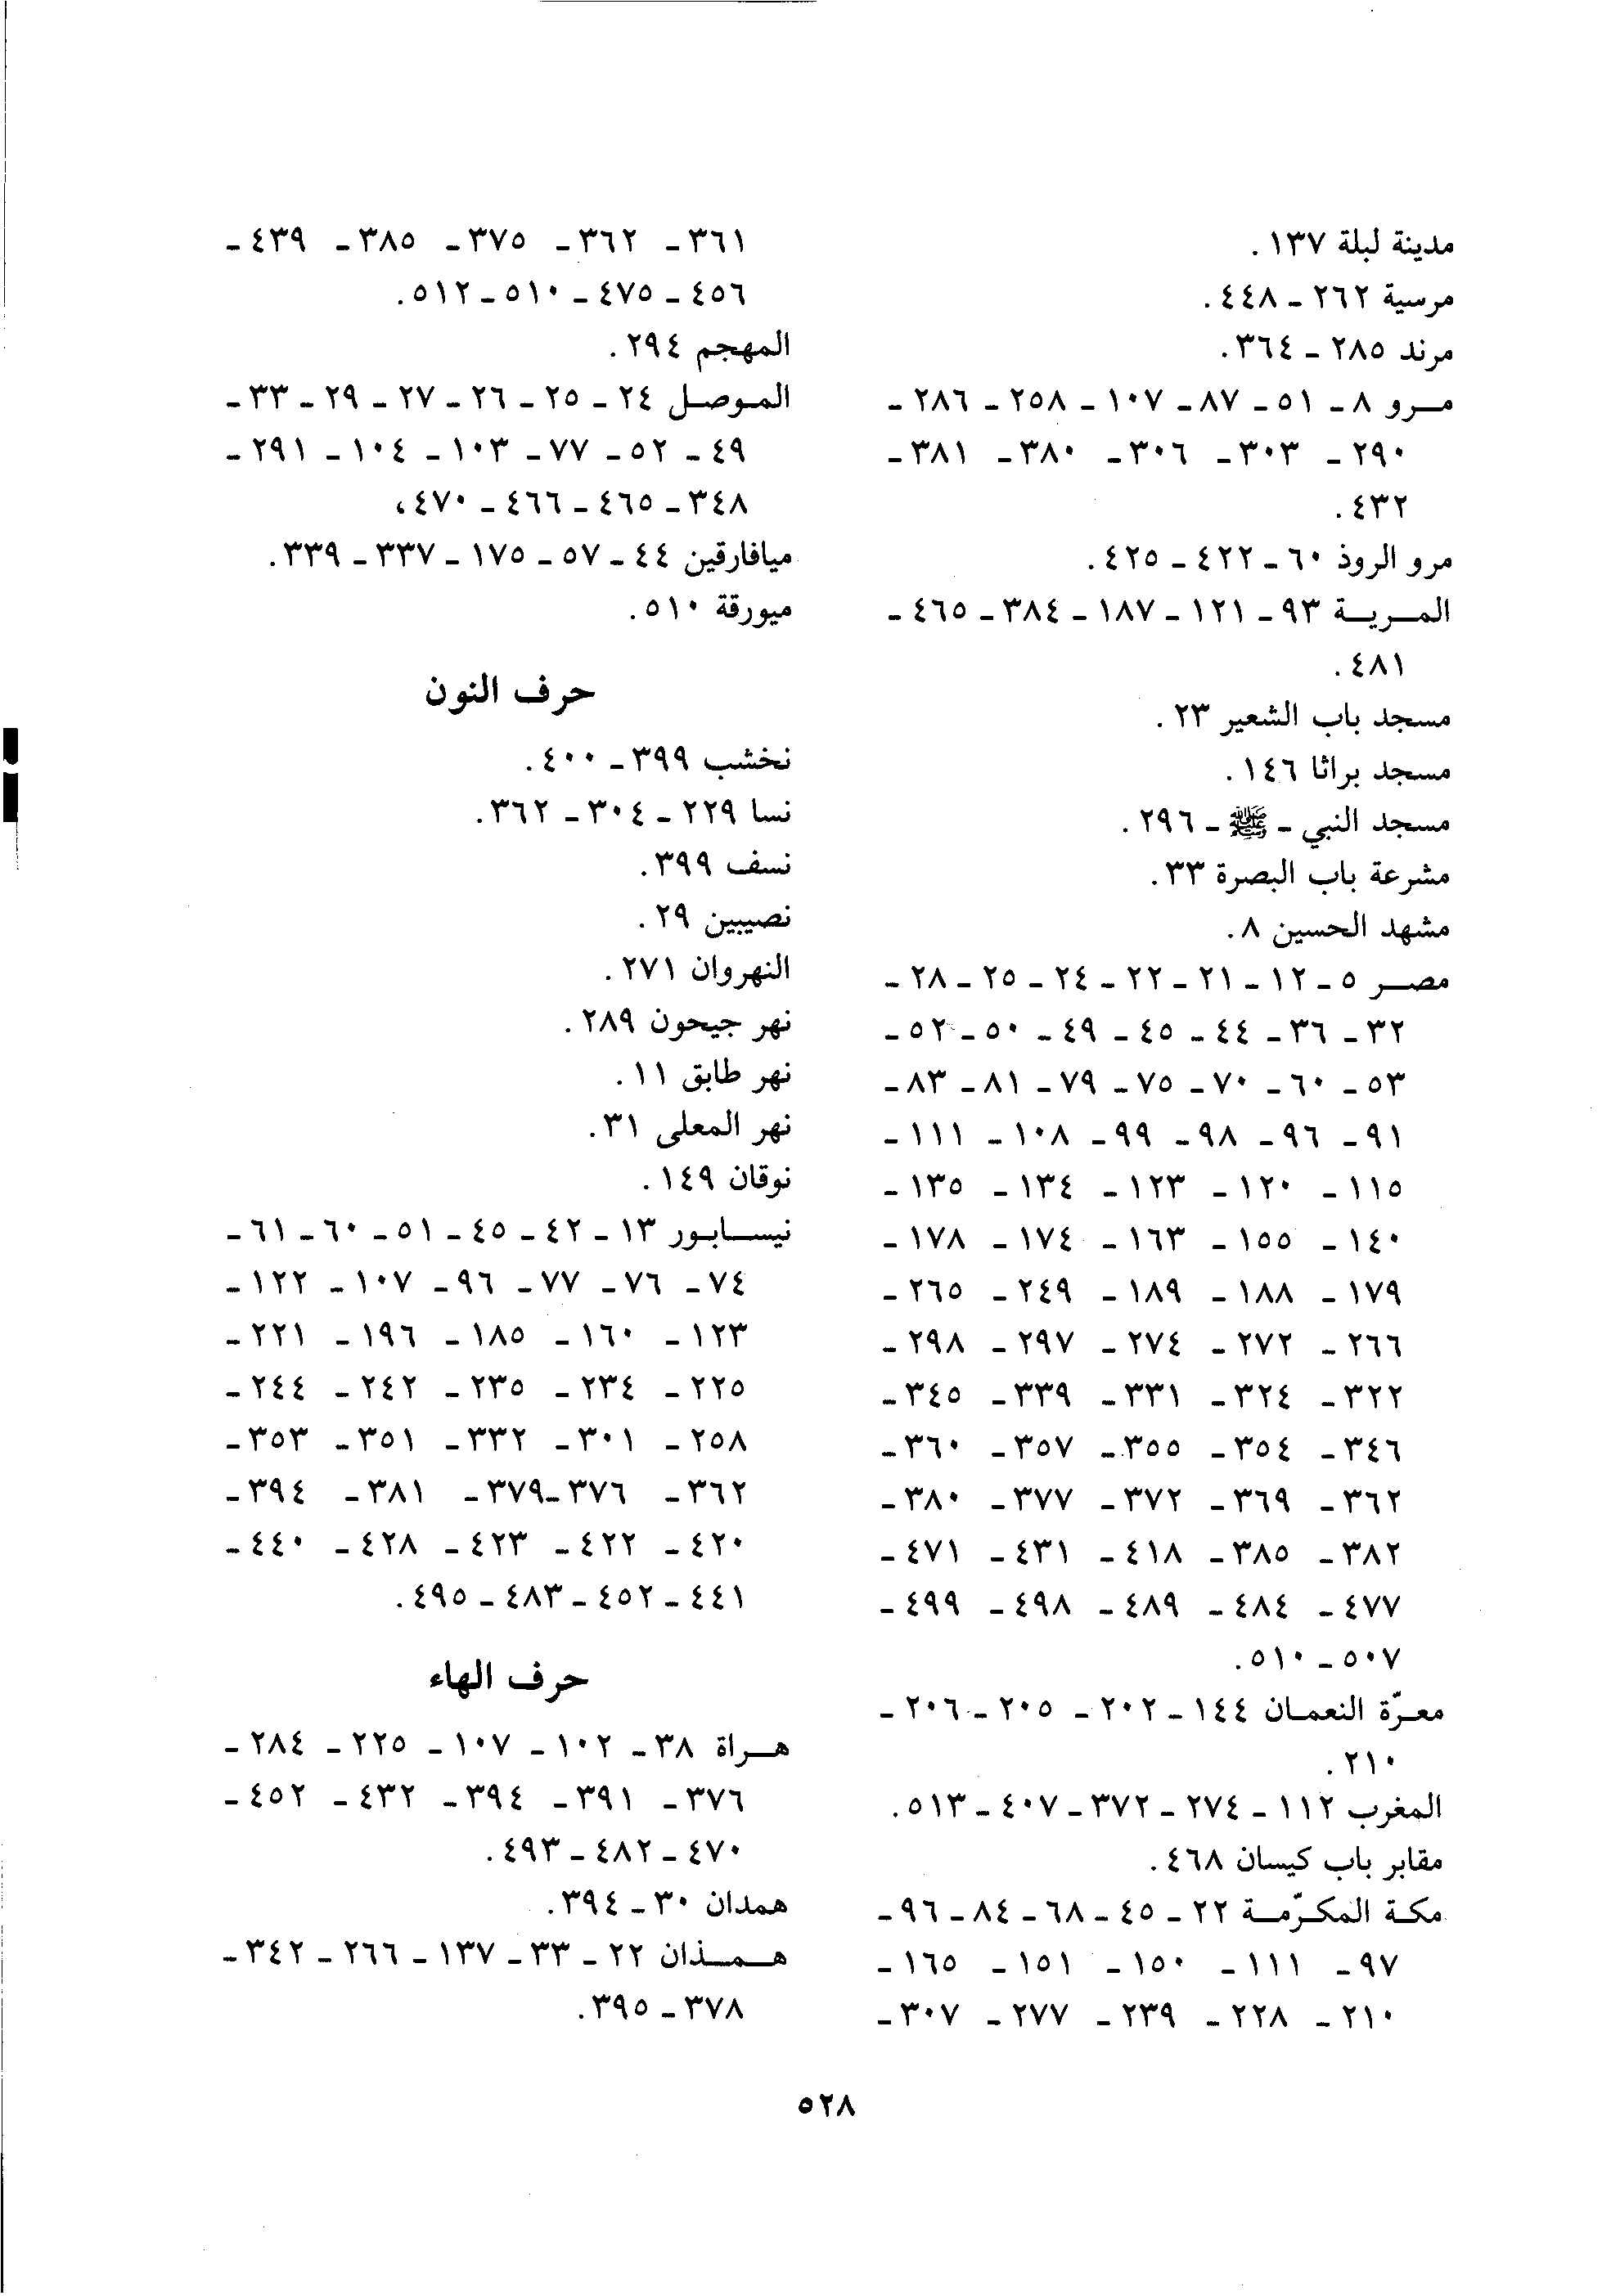 مدينة لبلة ١٣٧.
مرسية ٢٦٢ - ٤٤٨.
مرند ٢٨٥ - ٣٦٤.
مرو ٨ - ٥١ - ٨٧ - ١٠٧ - ٢٥٨ - ٢٨٦ -
٢٩٠ - ٣٠٣ - ٣٠٦ - ٣٨٠ - ٣٨١ -
٤٣٢.
مرو الروذ ٦٠ - ٤٢٢ - ٤٢٥.
المرية ٩٣ - ١٢١ - ١٨٧ - ٣٨٤ - ٤٦٥ -
٤٨١.
مسجد باب الشعير ٢٣.
مسجد براثا ١٤٦.
مسجد النبي - ﷺ - ٢٩٦.
مشرعة باب البصرة ٣٣.
مشهد الحسين ٨.
مصر ٥ - ١٢ - ٢١ - ٢٢ - ٢٤ - ٢٥ - ٢٨ -
٣٢ - ٣٦ - ٤٤ - ٤٥ - ٤٩ - ٥٠ - ٥٢ -
٥٣ - ٦٠ - ٧٠ - ٧٥ - ٧٩ - ٨١ - ٨٣ -
٩١ - ٩٦ - ٩٨ - ٩٩ - ١٠٨ - ١١١ -
١١٥ - ١٢٠ - ١٢٣ - ١٣٤ - ١٣٥ -
١٤٠ - ١٥٥ - ١٦٣ - ١٧٤ - ١٧٨ -
١٧٩ - ١٨٨ - ١٨٩ - ٢٤٩ - ٢٦٥ -
٢٦٦ - ٢٧٢ - ٢٧٤ - ٢٩٧ - ٢٩٨ -
٣٢٢ - ٣٢٤ - ٣٣١ - ٣٣٩ - ٣٤٥ -
٣٤٦ - ٣٥٤ - ٣٥٥ - ٣٥٧ - ٣٦٠ -
٣٦٢ - ٣٦٩ - ٣٧٢ - ٣٧٧ - ٣٨٠ -
٣٨٢ - ٣٨٥ - ٤١٨ - ٤٣١ - ٤٧١ -
٤٧٧ - ٤٨٤ - ٤٨٩ - ٤٩٨ - ٤٩٩ -
٥٠٧ - ٥١٠.
معرّة النعمان ١٤٤ - ٢٠٢ - ٢٠٥ - ٢٠٦ -
٢١٠.
المغرب ١١٢ - ٢٧٤ - ٣٧٢ - ٤٠٧ - ٥١٣.
مقابر باب كيسان ٤٦٨.
مكة المكرّمة ٢٢ - ٤٥ - ٦٨ - ٨٤ - ٩٦ -
٩٧ - ١١١ - ١٥٠ - ١٥١ - ١٦٥ -
٢١٠ - ٢٢٨ - ٢٣٩ - ٢٧٧ - ٣٠٧ -
٣٦١ - ٣٦٢ - ٣٧٥ - ٣٨٥ - ٤٣٩ -
٤٥٦ - ٤٧٥ - ٥١٠ - ٥١٢.
المهجم ٢٩٤.
الموصل ٢٤ - ٢٥ - ٢٦ - ٢٧ - ٢٩ - ٣٣ -
٤٩ - ٥٢ - ٧٧ - ١٠٣ - ١٠٤ - ٢٩١ -
٣٤٨ - ٤٦٥ - ٤٦٦ - ٤٧٠،
ميافارقين ٤٤ - ٥٧ - ١٧٥ - ٣٣٧ - ٣٣٩.
ميورقة ٥١٠.
حرف النون
نخشب ٣٩٩ - ٤٠٠.
نسا ٢٢٩ - ٣٠٤ - ٣٦٢.
نسف ٣٩٩.
نصيبين ٢٩.
النهروان ٢٧١.
نهر جيحون ٢٨٩.
نهر طابق ١١.
نهر المعلى ٣١.
نوقان ١٤٩.
نيسابور ١٣ - ٤٢ - ٤٥ - ٥١ - ٦٠ - ٦١ -
٧٤ - ٧٦ - ٧٧ - ٩٦ - ١٠٧ - ١٢٢ -
١٢٣ - ١٦٠ - ١٨٥ - ١٩٦ - ٢٢١ -
٢٢٥ - ٢٣٤ - ٢٣٥ - ٢٤٢ - ٢٤٤ -
٢٥٨ - ٣٠١ - ٣٣٢ - ٣٥١ - ٣٥٣ -
٣٦٢ - ٣٧٦ - ٣٧٩ - ٣٨١ - ٣٩٤ -
٤٢٠ - ٤٢٢ - ٤٢٣ - ٤٢٨ - ٤٤٠ -
٤٤١ - ٤٥٢ - ٤٨٣ - ٤٩٥.
حرف الهاء
هراة ٣٨ - ١٠٢ - ١٠٧ - ٢٢٥ - ٢٨٤ -
٣٧٦ - ٣٩١ - ٣٩٤ - ٤٣٢ - ٤٥٢ -
٤٧٠ - ٤٨٢ - ٤٩٣.
همدان ٣٠ - ٣٩٤.
همذان ٢٢ - ٣٣ - ١٣٧ - ٢٦٦ - ٣٤٢ -
٣٧٨ - ٣٩٥.
٥٢٨